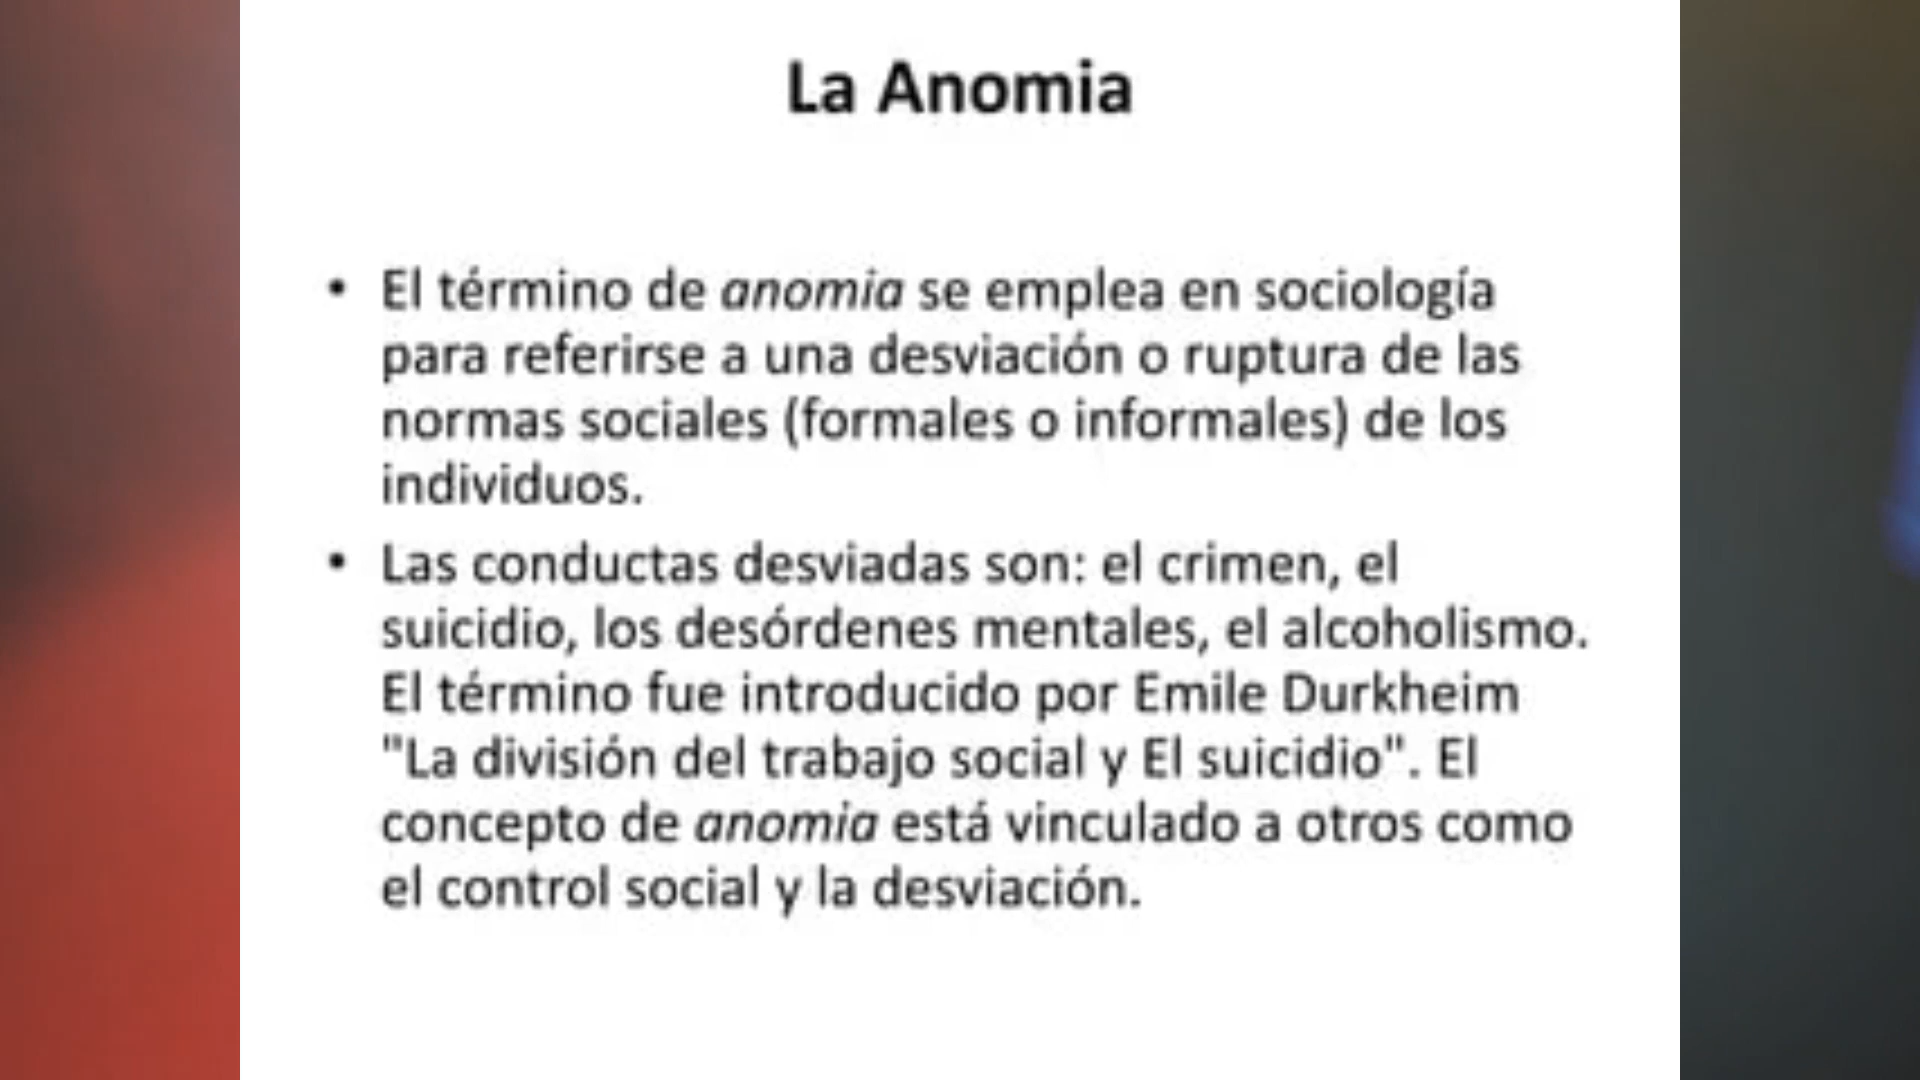 La Anomia
• El término de anomia se emplea en sociología
para referirse a una desviación o ruptura de las
normas sociales (formales o informales) de los
individuos.
• Las conductas desviadas son: el crimen, el
suicidio, los desórdenes mentales, el alcoholismo.
El término fue introducido por Emile Durkheim
"La división del trabajo social y El suicidio". El
concepto de anomia está vinculado a otros como
el control social y la desviación.